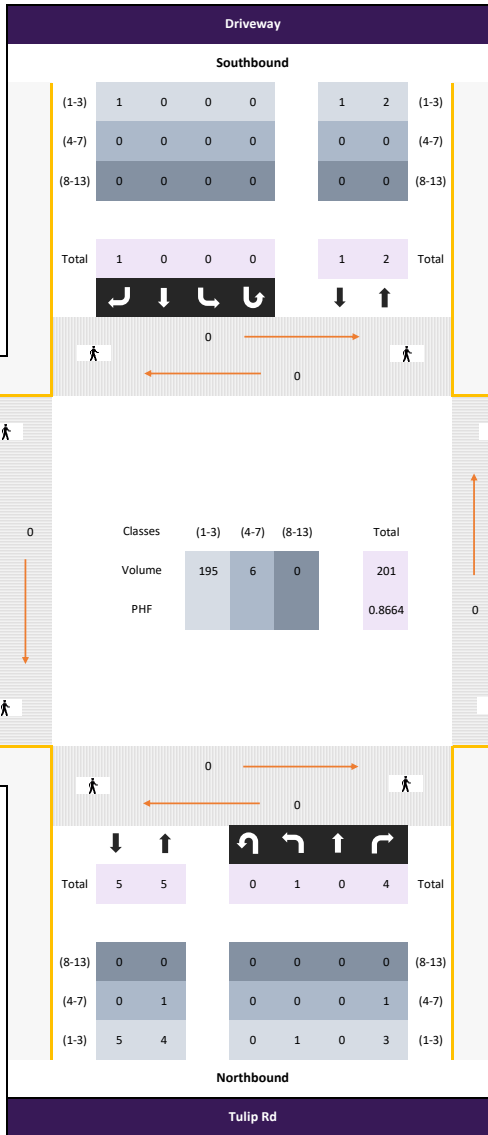 Driveway
Southbound
(1-3) 1 0 0 0 1 2 (1-3)
(4-7) 0 0 0 0 0 0 (4-7)
(8-13) 0 0 0 0 0 0 (8-13)
Total 1 0 0 0 1 2 Total
0
0
0
Classes (1-3) (4-7) (8-13) Total
Volume 195 6 0 201
PHF 0.8664
0
0
0
Total 5 5 0 1 0 4 Total
(8-13) 0 0 0 0 0 0 (8-13)
(4-7) 0 1 0 0 0 1 (4-7)
(1-3) 5 4 0 1 0 3 (1-3)
Northbound
Tulip Rd